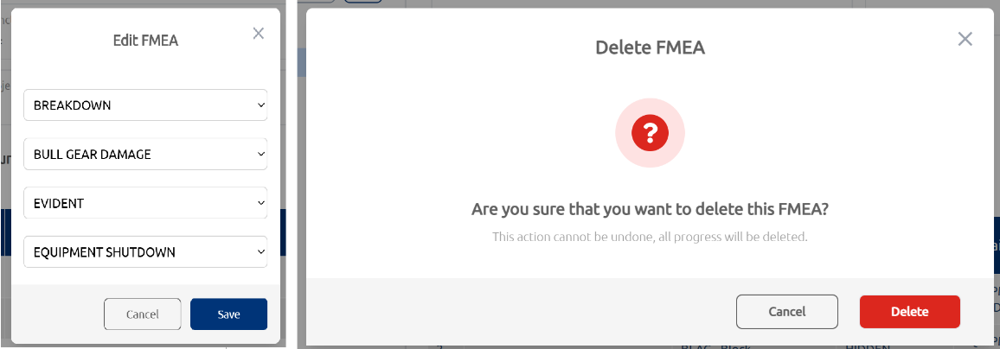 Edit FMEA
BREAKDOWN
BULL GEAR DAMAGE
EVIDENT
EQUIPMENT SHUTDOWN
Cancel
Save
Delete FMEA
?
Are you sure that you want to delete this FMEA?
This action cannot be undone, all progress will be deleted.
Cancel
Delete
HIDDEN